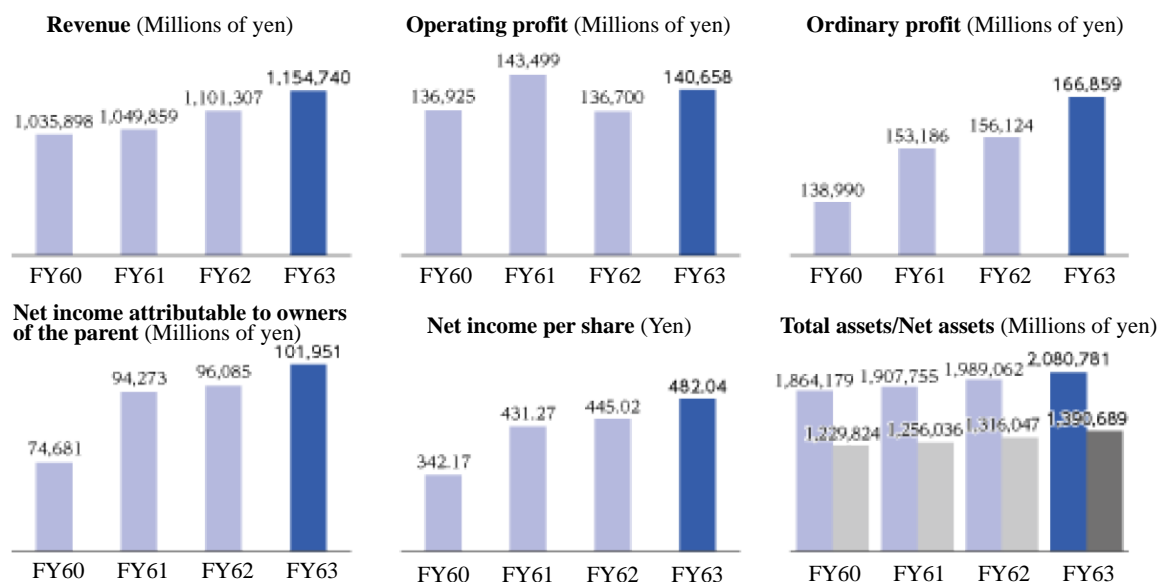 Revenue (Millions of yen)
1,035,898
1,049,859
1,101,307
1,154,740
FY60 FY61 FY62 FY63
Operating profit (Millions of yen)
136,925
143,499
136,700
140,658
FY60 FY61 FY62 FY63
Ordinary profit (Millions of yen)
138,990
153,186
156,124
166,859
FY60 FY61 FY62 FY63
Net income attributable to owners
of the parent (Millions of yen)
74,681
94,273
96,085
101,951
FY60 FY61 FY62 FY63
Net income per share (Yen)
342.17
431.27
445.02
482.04
FY60 FY61 FY62 FY63
Total assets/Net assets (Millions of yen)
1,864,179
1,229,824
1,907,755
1,256,036
1,989,062
1,316,047
2,080,781
1,390,689
FY60 FY61 FY62 FY63